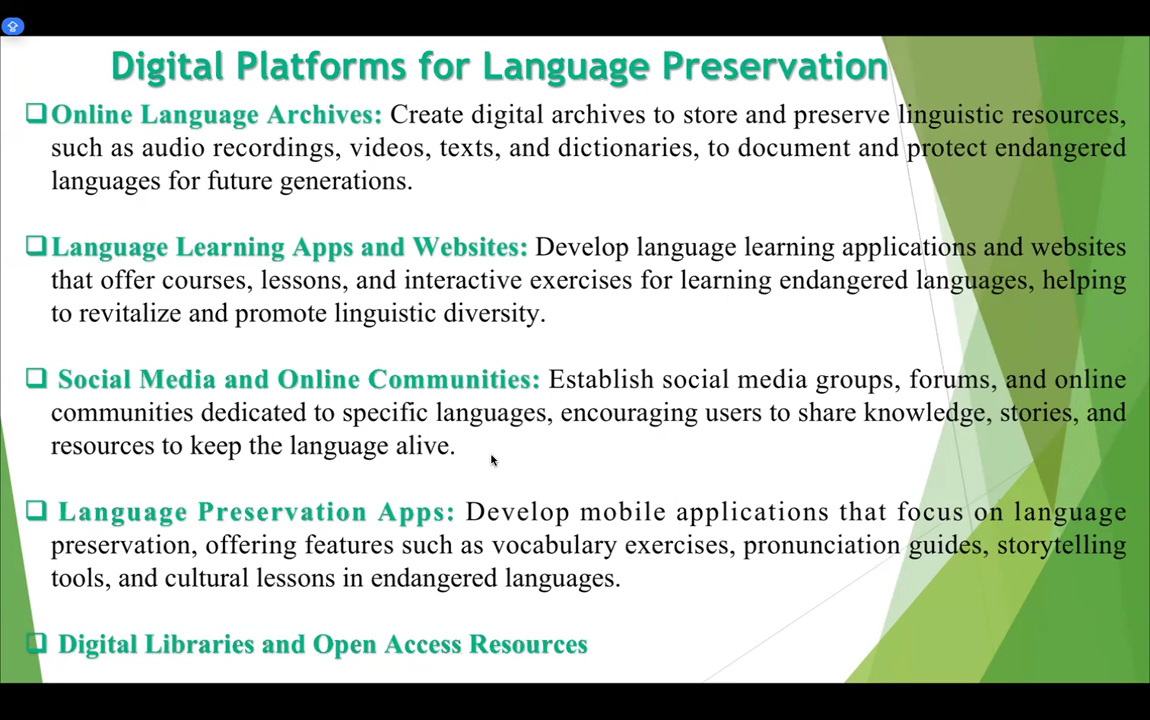 Digital Platforms for Language Preservation
❑Online Language Archives: Create digital archives to store and preserve linguistic resources,
such as audio recordings, videos, texts, and dictionaries, to document and protect endangered
languages for future generations.
❑Language Learning Apps and Websites: Develop language learning applications and websites
that offer courses, lessons, and interactive exercises for learning endangered languages, helping
to revitalize and promote linguistic diversity.
❑ Social Media and Online Communities: Establish social media groups, forums, and online
communities dedicated to specific languages, encouraging users to share knowledge, stories, and
resources to keep the language alive.
❑ Language Preservation Apps: Develop mobile applications that focus on language
preservation, offering features such as vocabulary exercises, pronunciation guides, storytelling
tools, and cultural lessons in endangered languages.
❑ Digital Libraries and Open Access Resources